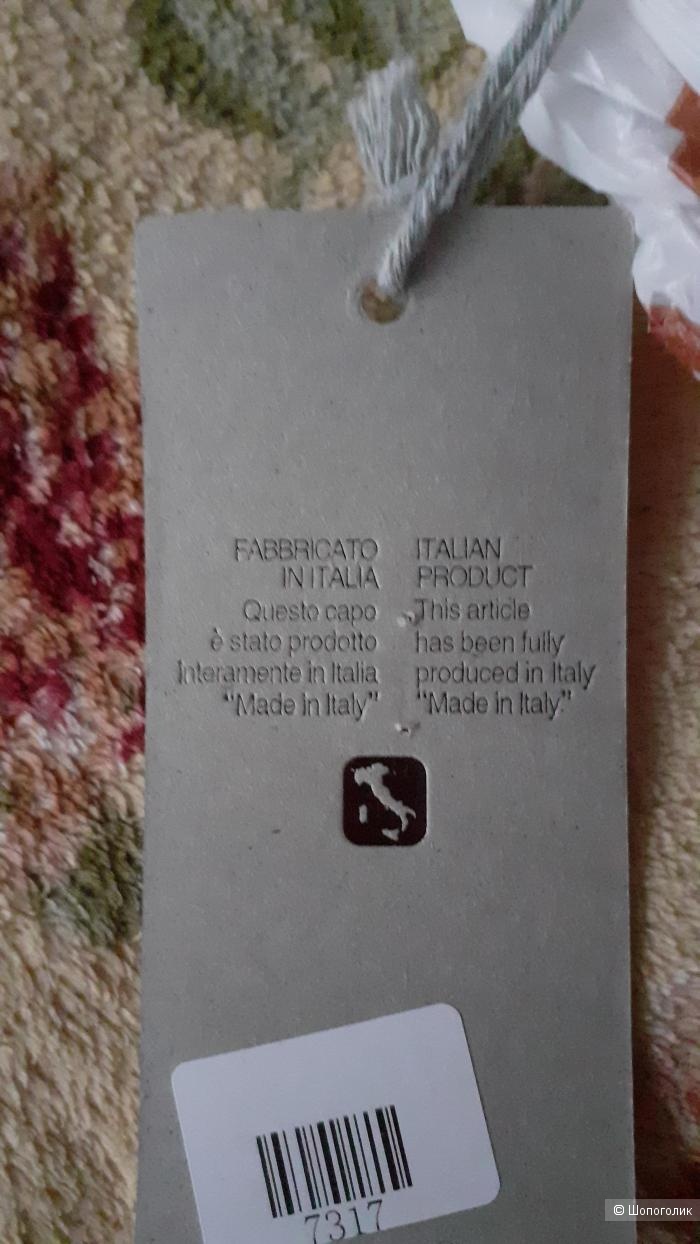 FABBRICATO
IN ITALIA
Questo capo
è stato prodotto
interamente in Italia
“Made in Italy”
ITALIAN
PRODUCT
This article
has been fully
produced in Italy
“Made in Italy.”
7317
© Шопоголик